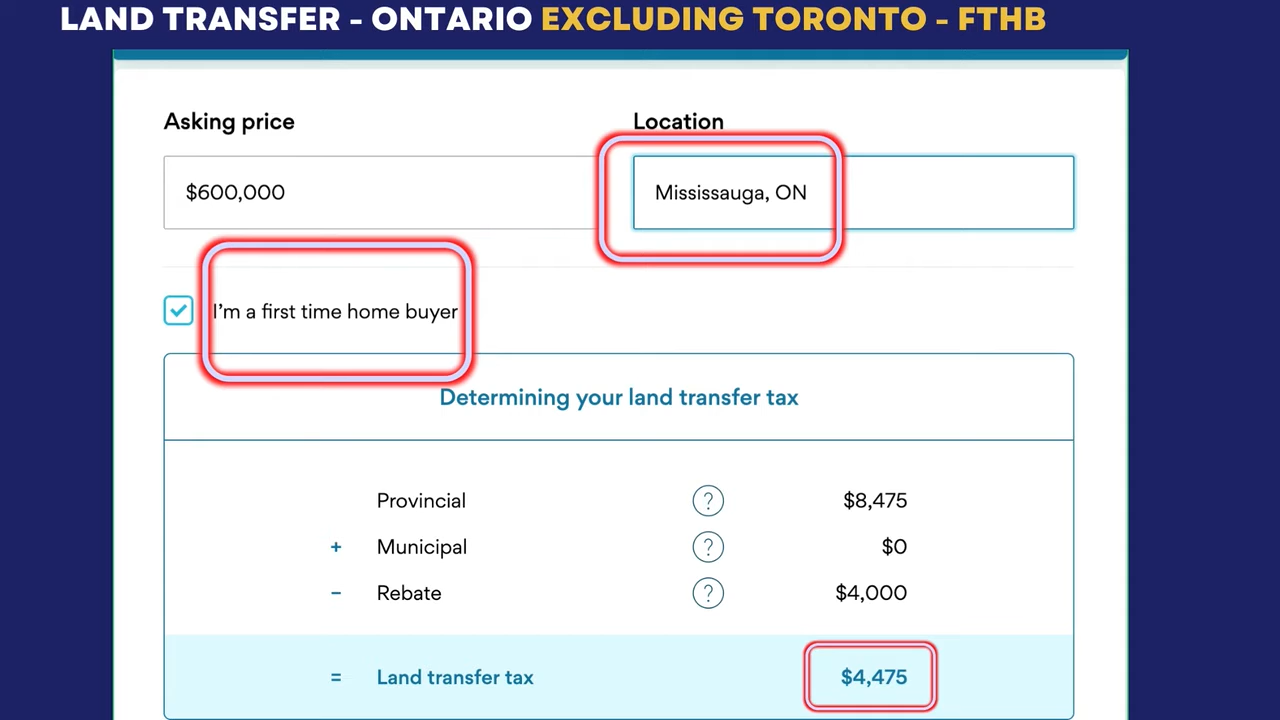 LAND TRANSFER - ONTARIO EXCLUDING TORONTO - FTHB
Asking price
Location
$600,000
Mississauga, ON
I'm a first time home buyer
Determining your land transfer tax
Provincial ? $8,475
+ Municipal ? $0
− Rebate ? $4,000
= Land transfer tax $4,475